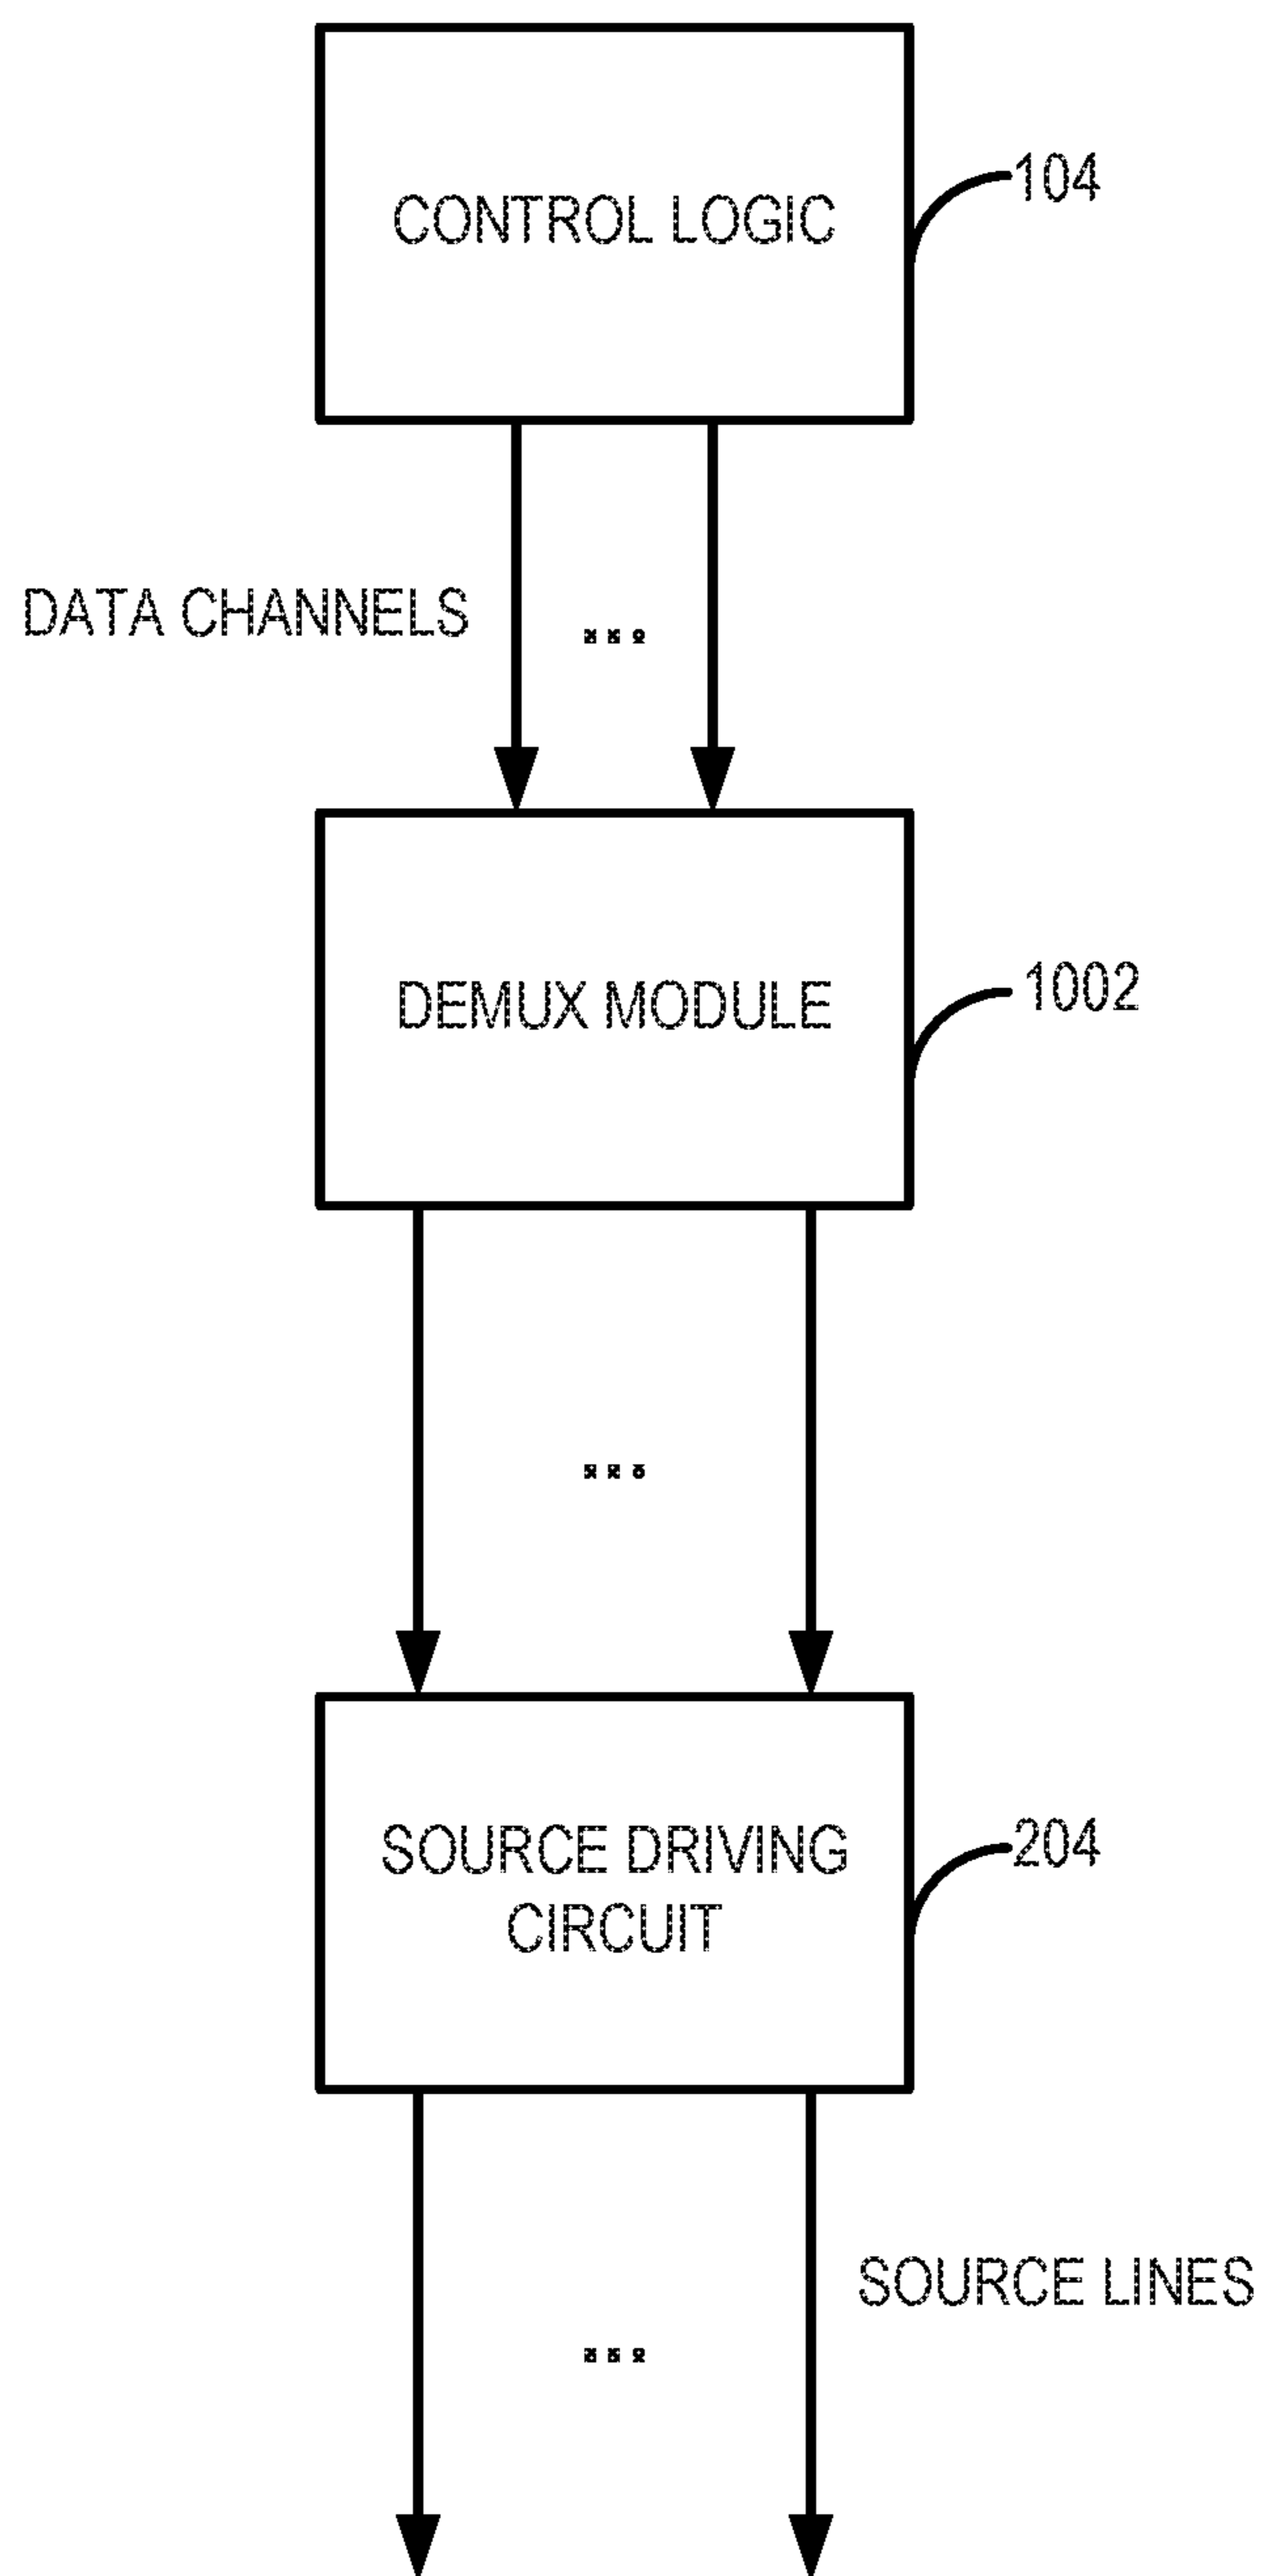 CONTROL LOGIC
104
DATA CHANNELS
...
DEMUX MODULE
1002
...
SOURCE DRIVING
CIRCUIT
204
SOURCE LINES
...